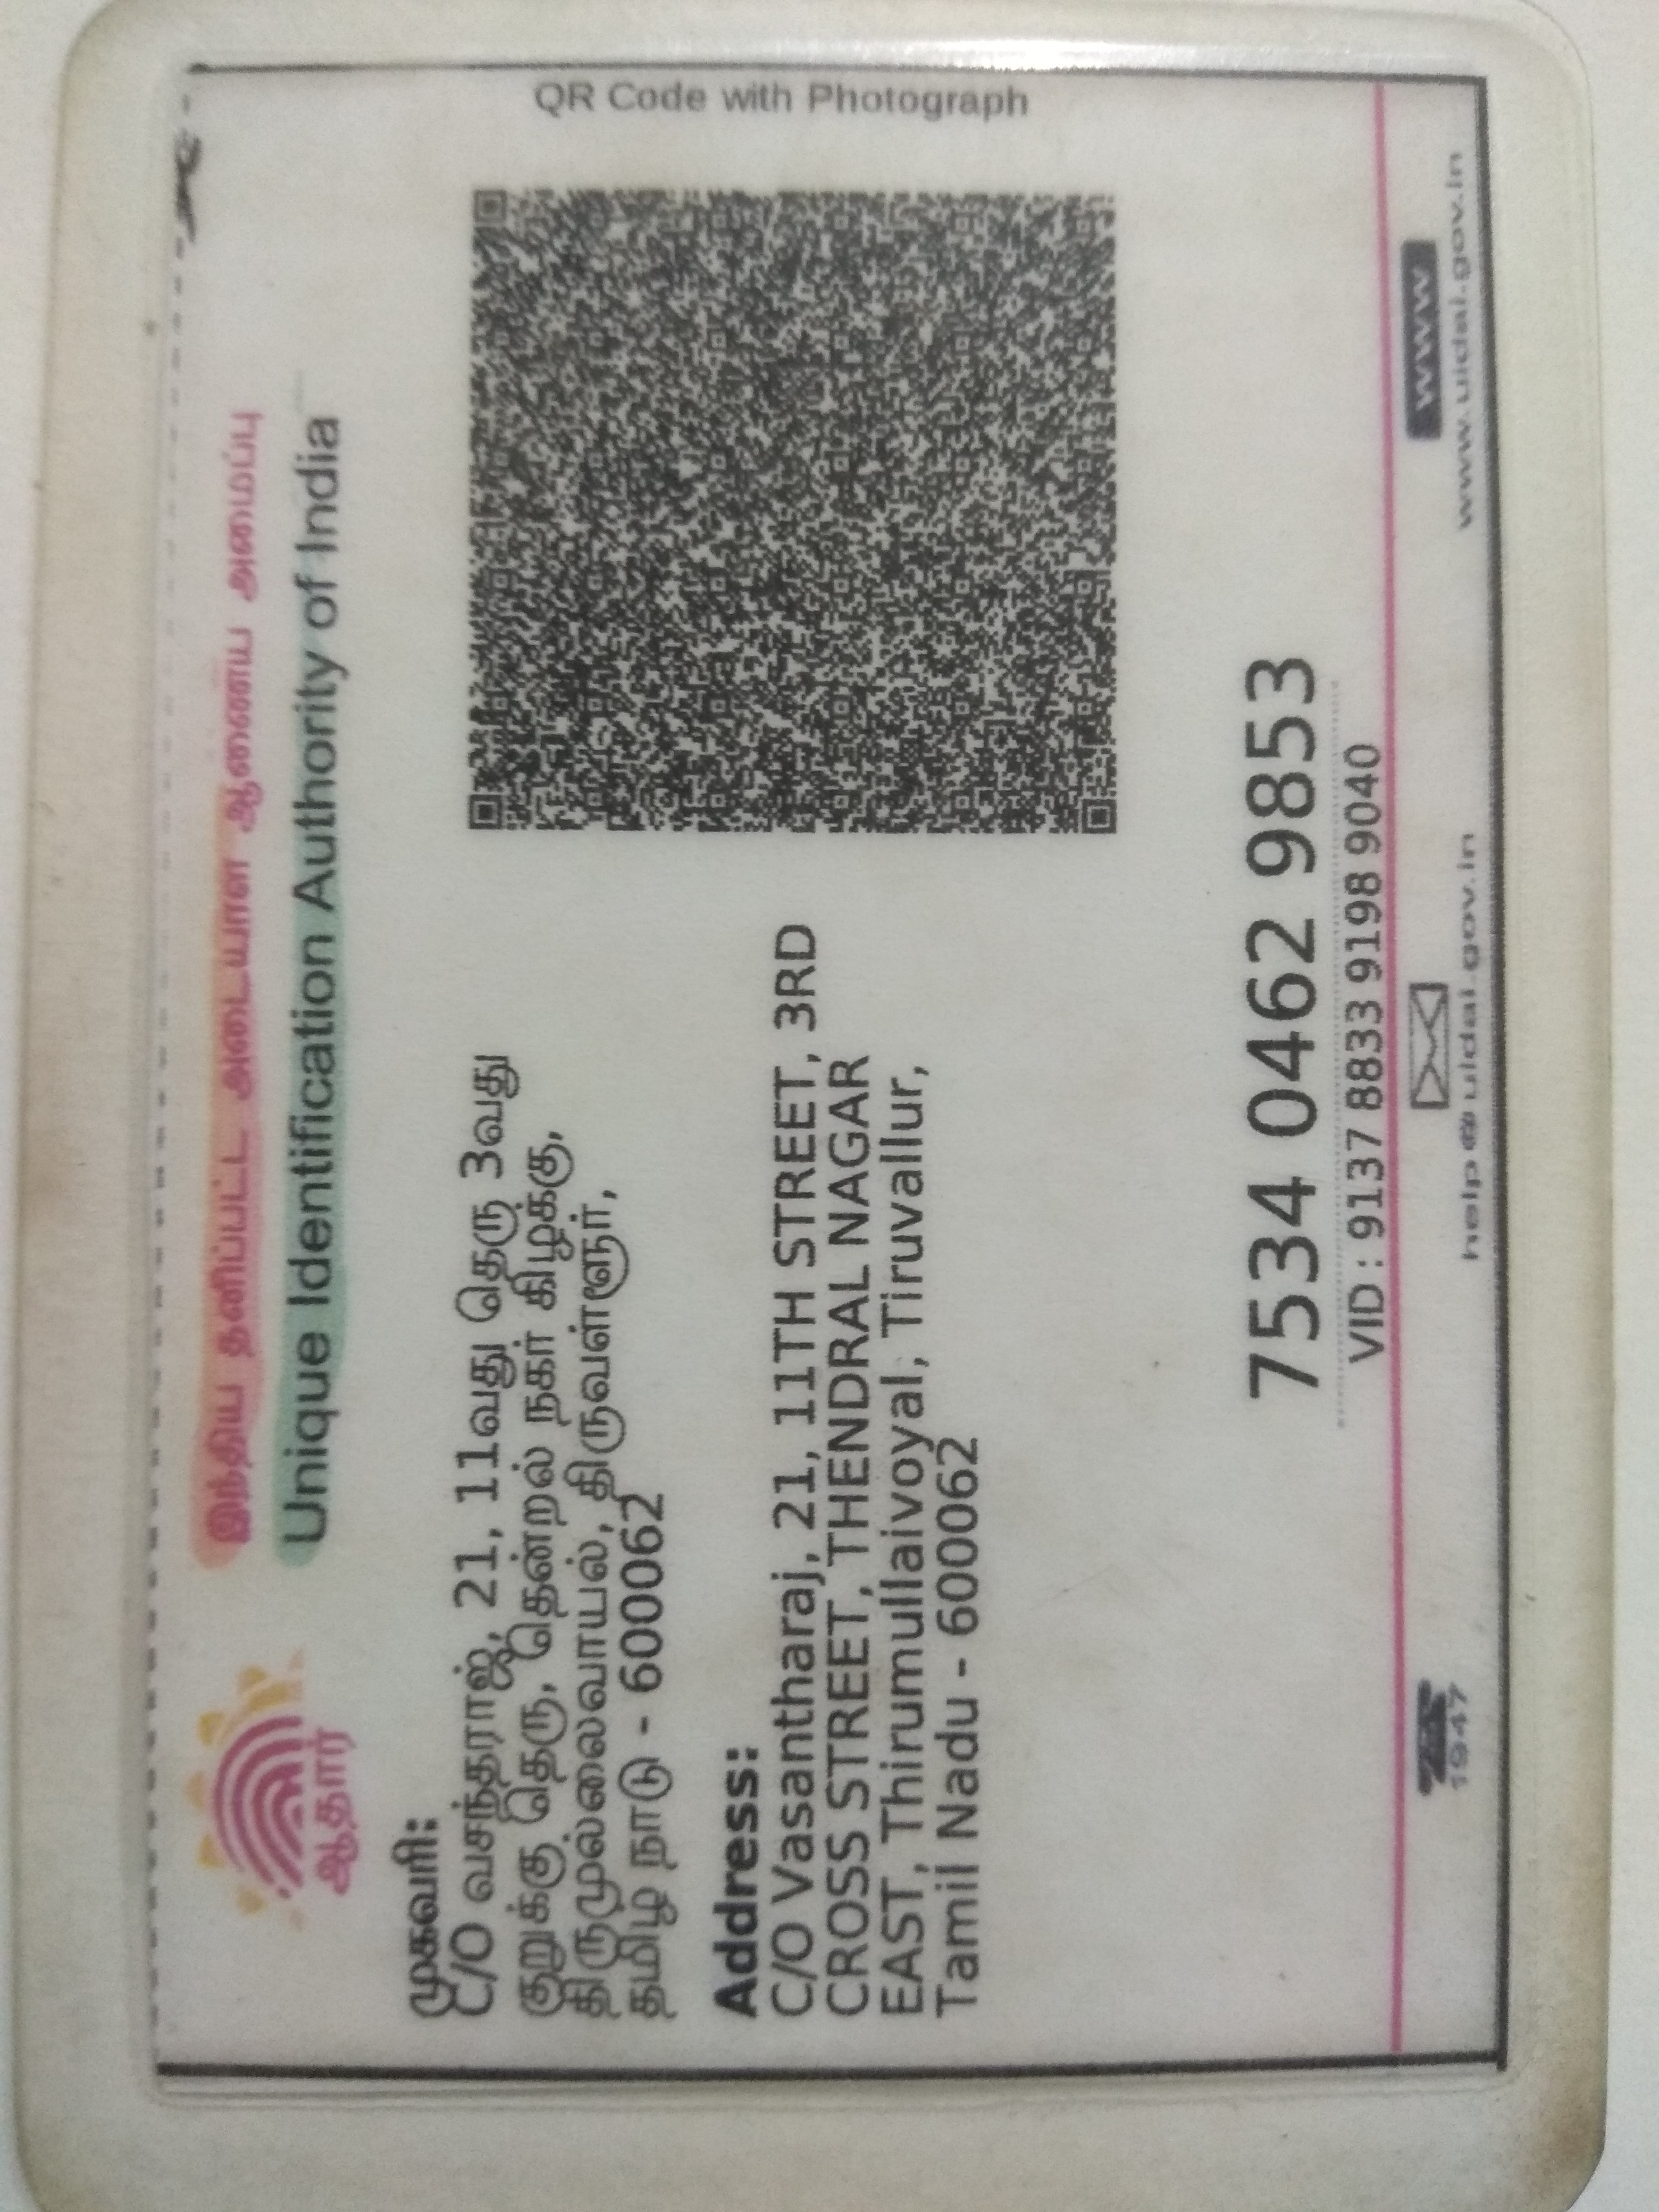 இந்திய தனிப்பட்ட அடையாள ஆணைய அமைப்பு
Unique Identification Authority of India
ஆதார்
முகவரி:
C/O வசந்தராஜ், 21, 11வது தெரு 3வது
குறுக்கு தெரு, தென்றல் நகர் கிழக்கு,
திருமுல்லைவாயல், திருவள்ளூர்,
தமிழ் நாடு - 600062
Address:
C/O Vasantharaj, 21, 11TH STREET, 3RD
CROSS STREET, THENDRAL NAGAR
EAST, Thirumullaivoyal, Tiruvallur,
Tamil Nadu - 600062
QR Code with Photograph
7534 0462 9853
VID : 9137 8833 9198 9040
1947
help@uidai.gov.in
www
www.uidai.gov.in